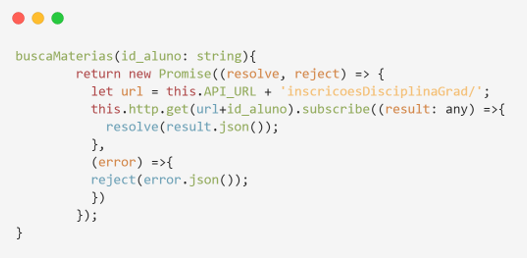 buscaMaterias(id_aluno: string){
return new Promise((resolve, reject) => {
let url = this.API_URL + 'inscricoesDisciplinaGrad/';
this.http.get(url+id_aluno).subscribe((result: any) =>{
resolve(result.json());
},
(error) =>{
reject(error.json());
})
});
}